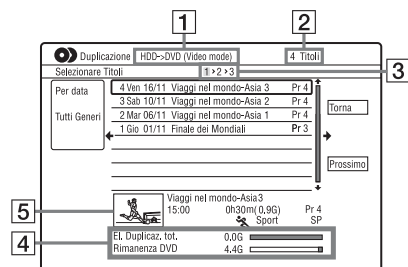 1
2
Duplicazione HDD->DVD (Video mode) 4 Titoli
Selezionare Titoli 1>2>3
3
Per data
Tutti Generi
4 Ven 16/11 Viaggi nel mondo-Asia 3 Pr 4
3 Sab 10/11 Viaggi nel mondo-Asia 2 Pr 4
2 Mar 06/11 Viaggi nel mondo-Asia 1 Pr 4
1 Gio 01/11 Finale dei Mondiali Pr 3
Torna
Prossimo
5
Viaggi nel mondo-Asia3
15:00 0h30m(0.9G) Pr 4
Sport SP
4
El. Duplicaz. tot. 0.0G
Rimanenza DVD 4.4G